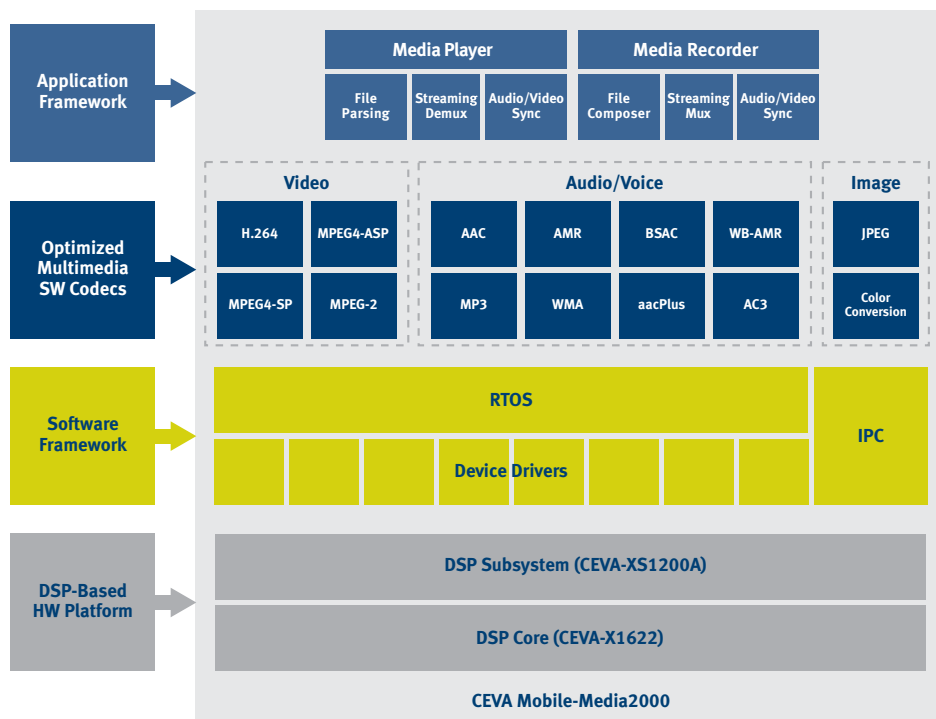 Application
Framework
Media Player
Media Recorder
File
Parsing
Streaming
Demux
Audio/Video
Sync
File
Composer
Streaming
Mux
Audio/Video
Sync
Optimized
Multimedia
SW Codecs
Video
H.264
MPEG4-ASP
MPEG4-SP
MPEG-2
Audio/Voice
AAC
AMR
BSAC
WB-AMR
MP3
WMA
aacPlus
AC3
Image
JPEG
Color
Conversion
Software
Framework
RTOS
Device Drivers
IPC
DSP-Based
HW Platform
DSP Subsystem (CEVA-XS1200A)
DSP Core (CEVA-X1622)
CEVA Mobile-Media2000